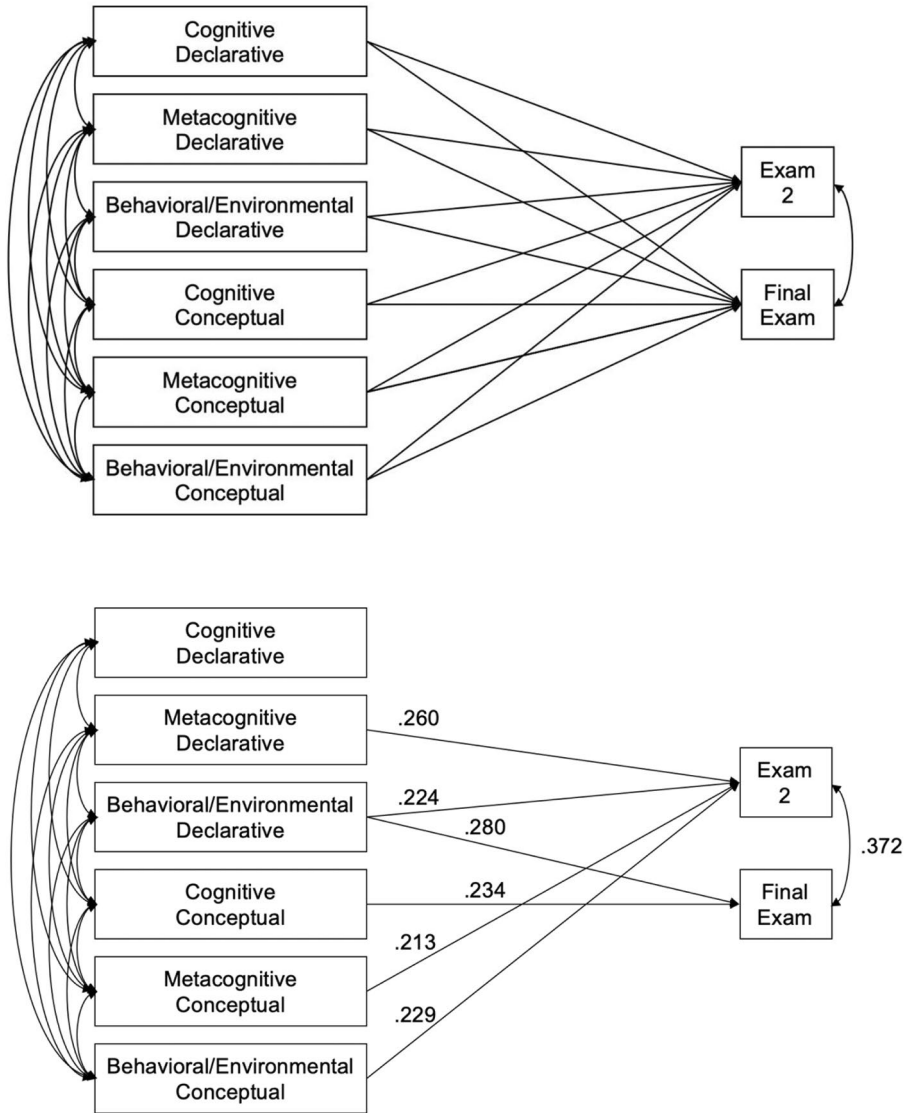 Cognitive
Declarative
Metacognitive
Declarative
Behavioral/Environmental
Declarative
Cognitive
Conceptual
Metacognitive
Conceptual
Behavioral/Environmental
Conceptual
Exam
2
Final
Exam
Cognitive
Declarative
Metacognitive
Declarative
Behavioral/Environmental
Declarative
Cognitive
Conceptual
Metacognitive
Conceptual
Behavioral/Environmental
Conceptual
.260
.224
.280
.234
.213
.229
Exam
2
Final
Exam
.372